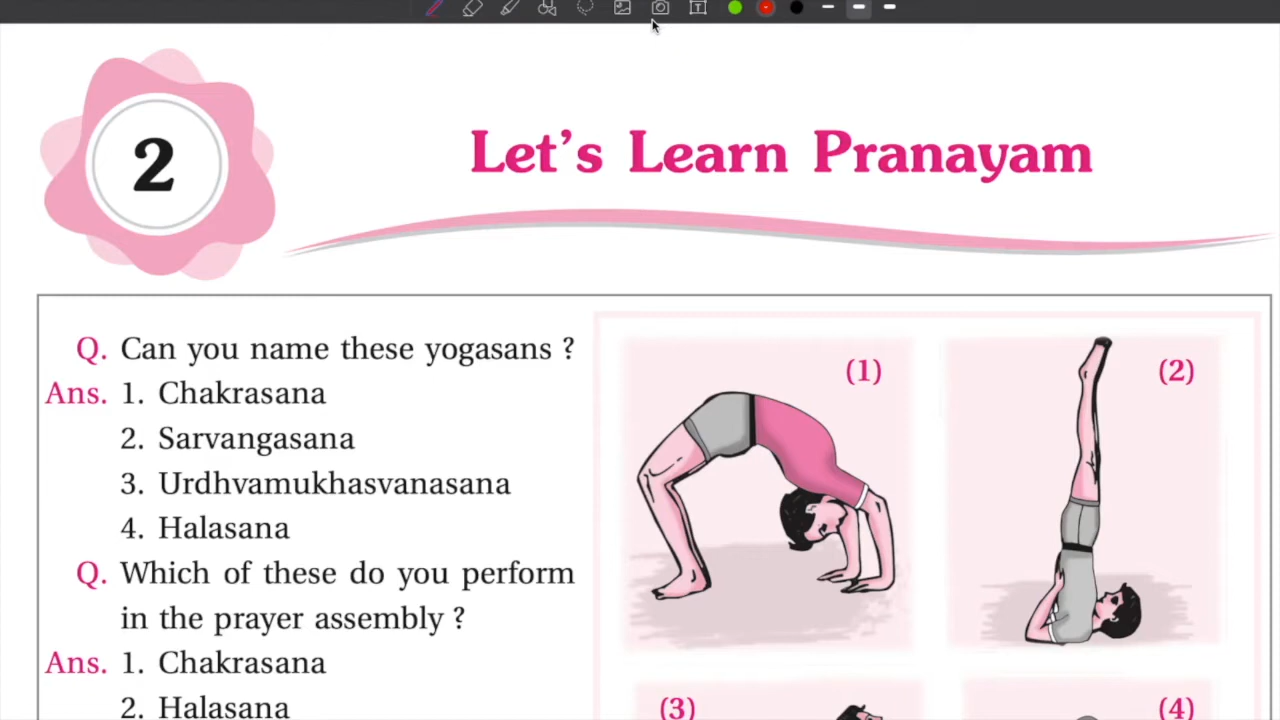 2
Let's Learn Pranayam
Q. Can you name these yogasans ?
Ans. 1. Chakrasana
2. Sarvangasana
3. Urdhvamukhasvanasana
4. Halasana
Q. Which of these do you perform
in the prayer assembly ?
Ans. 1. Chakrasana
2. Halasana
(1)
(2)
(3)
(4)